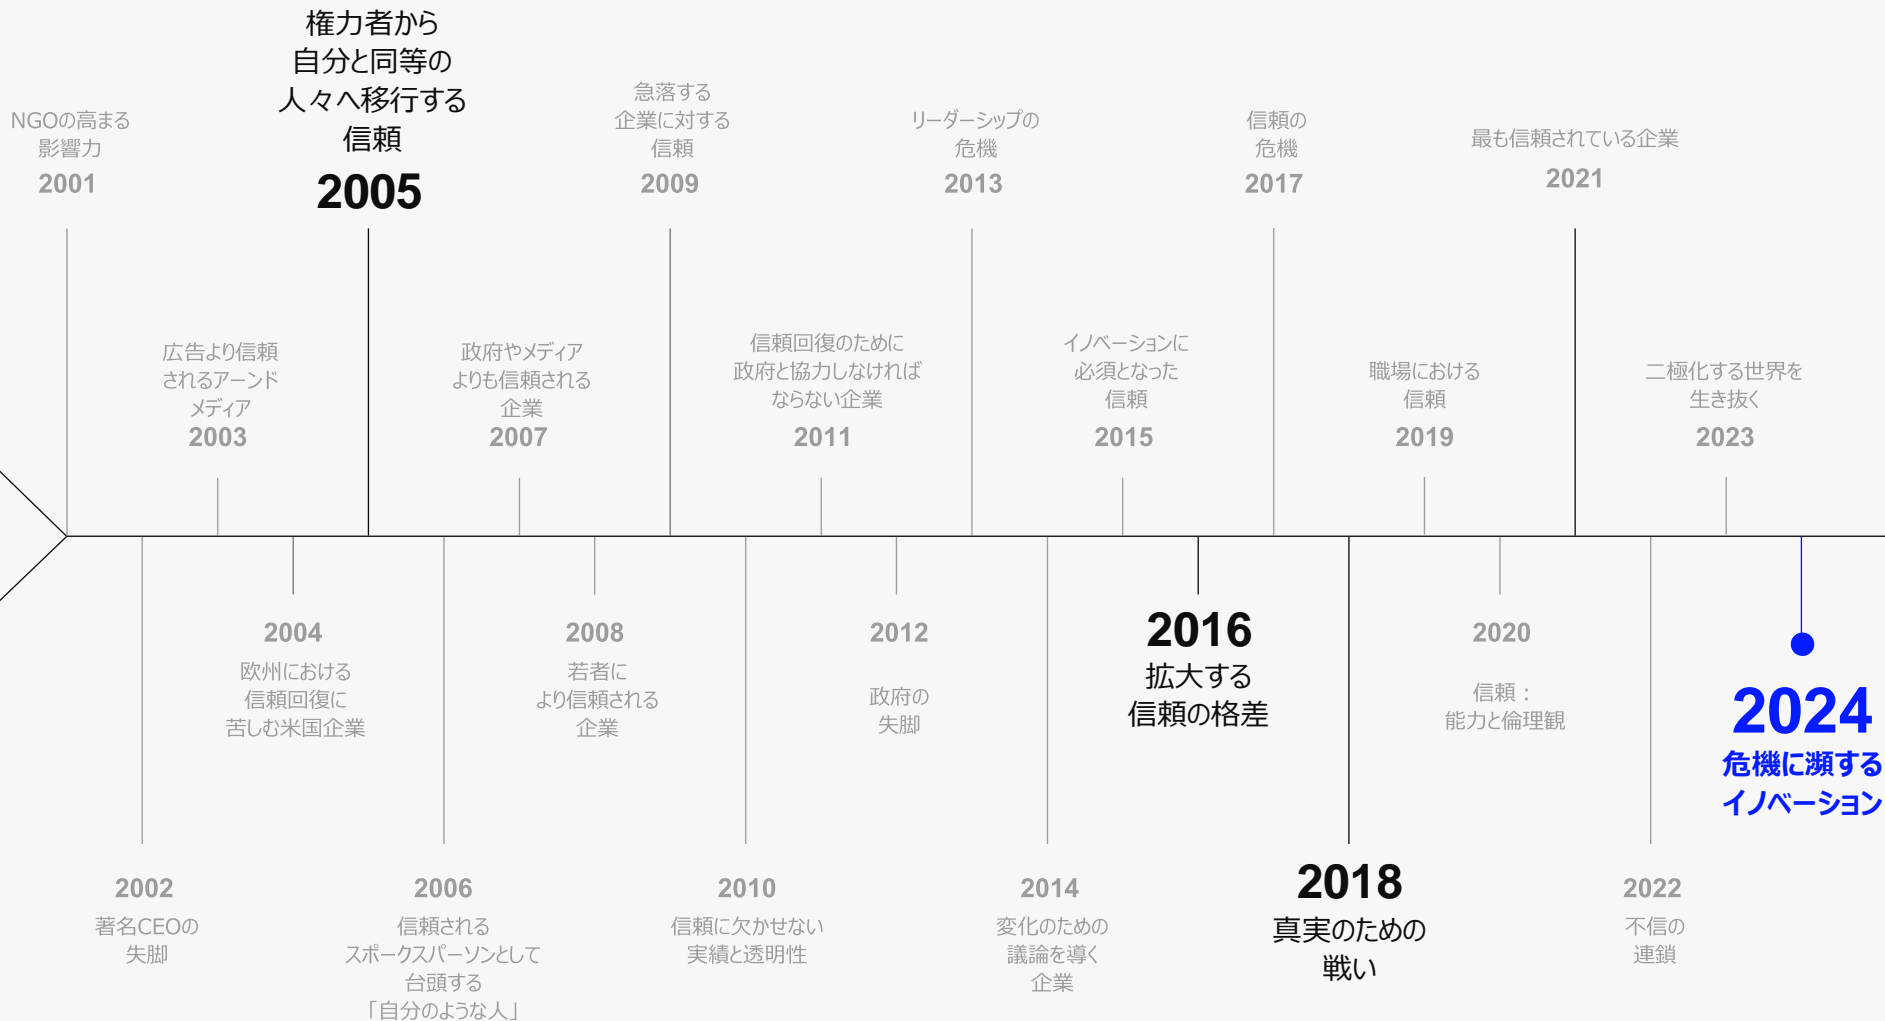 NGOの高まる
影響力
2001
著名CEOの
失脚
2002
広告より信頼
されるアーンド
メディア
2003
2004
欧州における
信頼回復に
苦しむ米国企業
権力者から
自分と同等の
人々へ移行する
信頼
2005
2006
信頼される
スポークスパーソンとして
台頭する
「自分のような人」
政府やメディア
よりも信頼される
企業
2007
2008
若者に
より信頼される
企業
急落する
企業に対する
信頼
2009
2010
信頼に欠かせない
実績と透明性
信頼回復のために
政府と協力しなければ
ならない企業
2011
2012
政府の
失脚
リーダーシップの
危機
2013
2014
変化のための
議論を導く
企業
イノベーションに
必須となった
信頼
2015
2016
拡大する
信頼の格差
信頼の
危機
2017
2018
真実のための
戦い
職場における
信頼
2019
2020
信頼：
能力と倫理観
最も信頼されている企業
2021
2022
不信の
連鎖
二極化する世界を
生き抜く
2023
2024
危機に瀕する
イノベーション